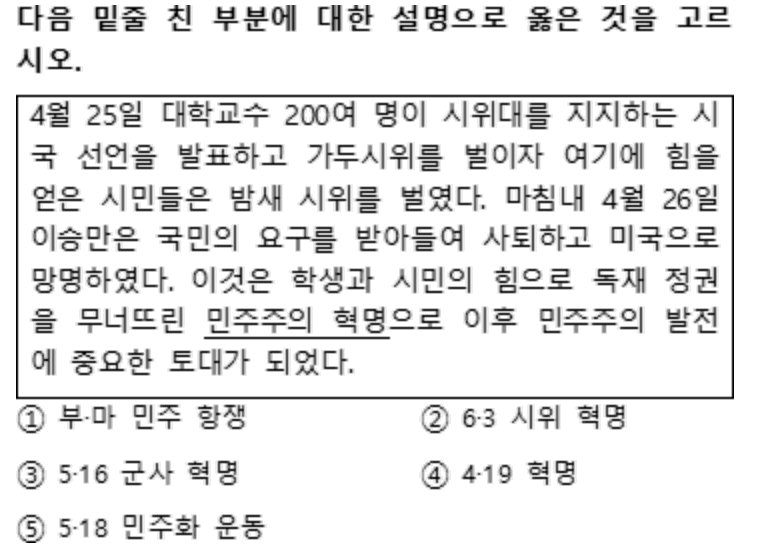 다음 밑줄 친 부분에 대한 설명으로 옳은 것을 고르
시오.
4월 25일 대학교수 200여 명이 시위대를 지지하는 시
국 선언을 발표하고 가두시위를 벌이자 여기에 힘을
얻은 시민들은 밤새 시위를 벌였다. 마침내 4월 26일
이승만은 국민의 요구를 받아들여 사퇴하고 미국으로
망명하였다. 이것은 학생과 시민의 힘으로 독재 정권
을 무너뜨린 민주주의 혁명으로 이후 민주주의 발전
에 중요한 토대가 되었다.
① 부·마 민주 항쟁 ② 6·3 시위 혁명
③ 5·16 군사 혁명 ④ 4·19 혁명
⑤ 5·18 민주화 운동